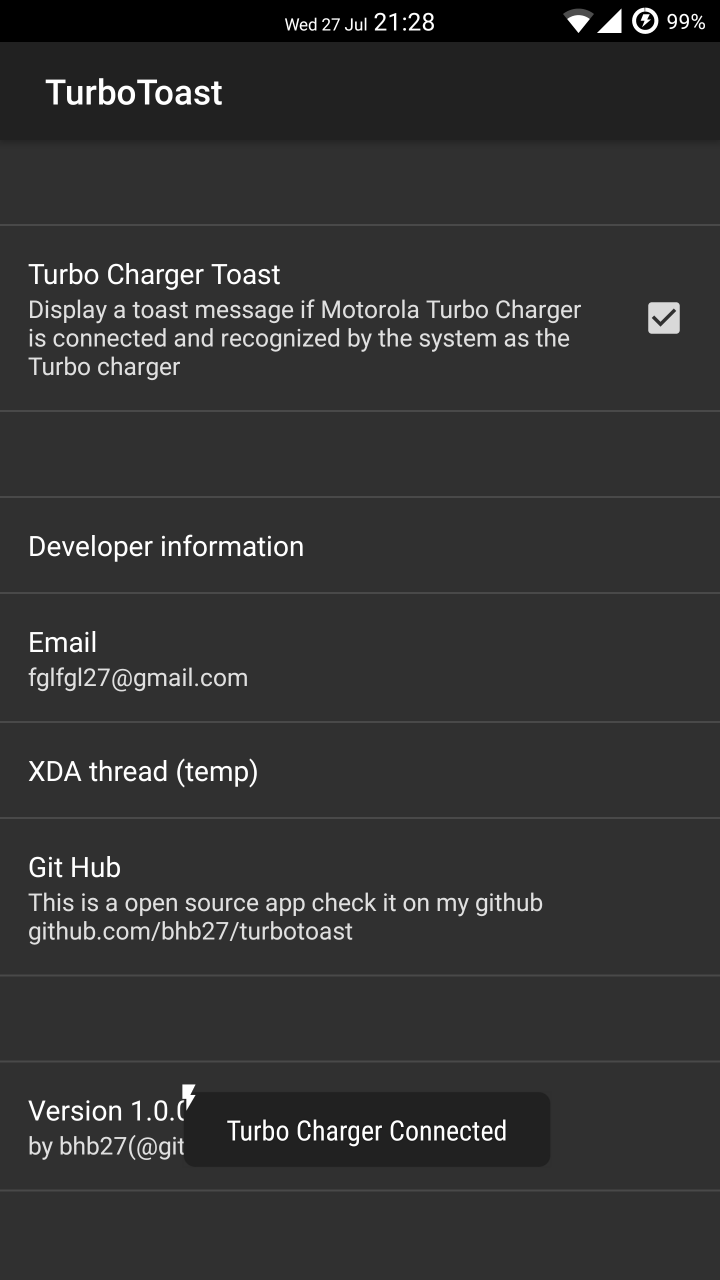 Wed 27 Jul 21:28 99%
TurboToast
Turbo Charger Toast
Display a toast message if Motorola Turbo Charger
is connected and recognized by the system as the
Turbo charger
Developer information
Email
fglfgl27@gmail.com
XDA thread (temp)
Git Hub
This is a open source app check it on my github
github.com/bhb27/turbotoast
Version 1.0.0
by bhb27(@git
Turbo Charger Connected